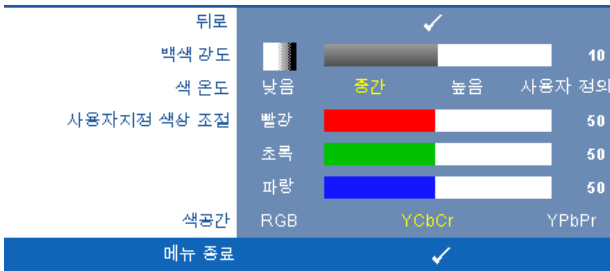 뒤로
백색 강도 10
색 온도 낮음 중간 높음 사용자 정의
사용자지정 색상 조절 빨강 50
초록 50
파랑 50
색공간 RGB YCbCr YPbPr
메뉴 종료